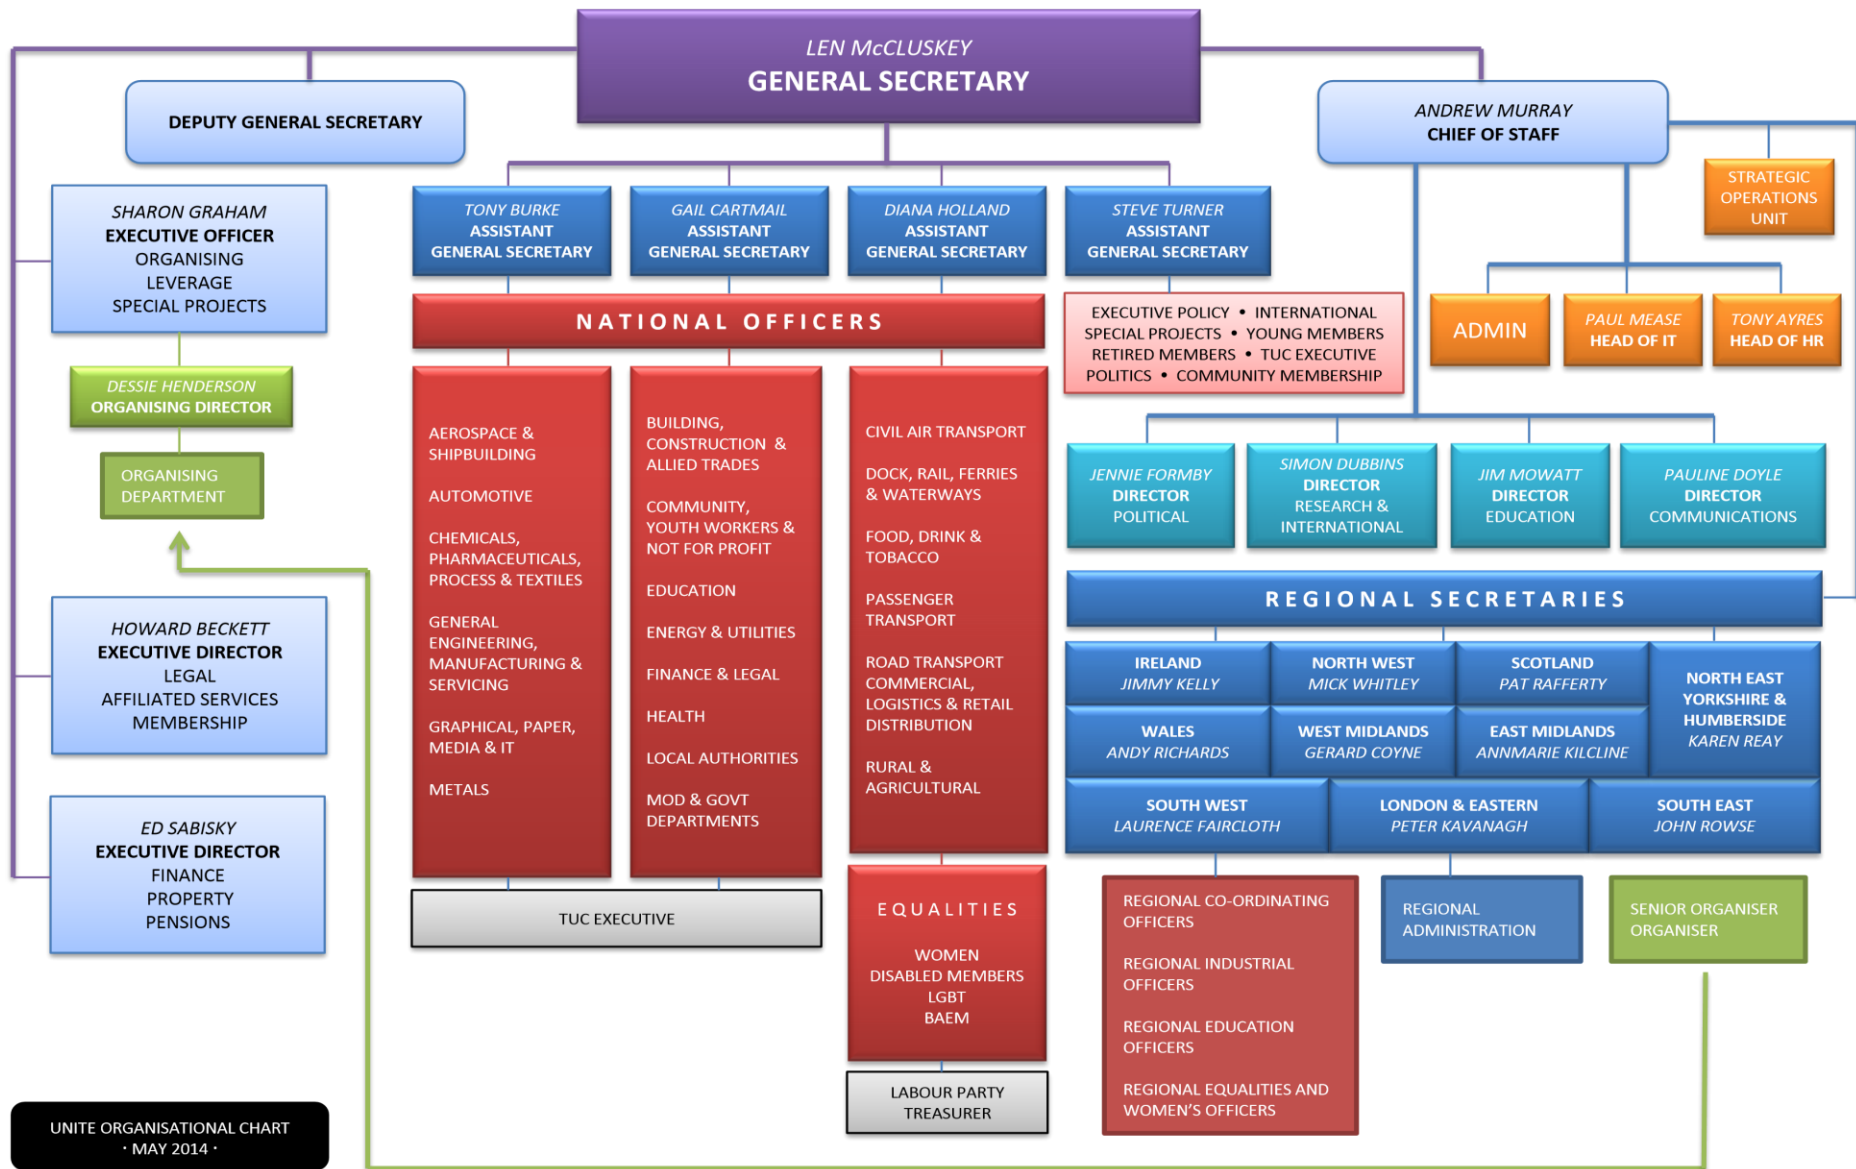 LEN McCLUSKEY
GENERAL SECRETARY
DEPUTY GENERAL SECRETARY
ANDREW MURRAY
CHIEF OF STAFF
STRATEGIC
OPERATIONS
UNIT
SHARON GRAHAM
EXECUTIVE OFFICER
ORGANISING
LEVERAGE
SPECIAL PROJECTS
TONY BURKE
ASSISTANT
GENERAL SECRETARY
GAIL CARTMAIL
ASSISTANT
GENERAL SECRETARY
DIANA HOLLAND
ASSISTANT
GENERAL SECRETARY
STEVE TURNER
ASSISTANT
GENERAL SECRETARY
NATIONAL OFFICERS
EXECUTIVE POLICY • INTERNATIONAL
SPECIAL PROJECTS • YOUNG MEMBERS
RETIRED MEMBERS • TUC EXECUTIVE
POLITICS • COMMUNITY MEMBERSHIP
ADMIN
PAUL MEASE
HEAD OF IT
TONY AYRES
HEAD OF HR
DESSIE HENDERSON
ORGANISING DIRECTOR
ORGANISING
DEPARTMENT
AEROSPACE &
SHIPBUILDING
AUTOMOTIVE
CHEMICALS,
PHARMACEUTICALS,
PROCESS & TEXTILES
GENERAL
ENGINEERING,
MANUFACTURING &
SERVICING
GRAPHICAL, PAPER,
MEDIA & IT
METALS
BUILDING,
CONSTRUCTION &
ALLIED TRADES
COMMUNITY,
YOUTH WORKERS &
NOT FOR PROFIT
EDUCATION
ENERGY & UTILITIES
FINANCE & LEGAL
HEALTH
LOCAL AUTHORITIES
MOD & GOVT
DEPARTMENTS
CIVIL AIR TRANSPORT
DOCK, RAIL, FERRIES
& WATERWAYS
FOOD, DRINK &
TOBACCO
PASSENGER
TRANSPORT
ROAD TRANSPORT
COMMERCIAL,
LOGISTICS & RETAIL
DISTRIBUTION
RURAL &
AGRICULTURAL
JENNIE FORMBY
DIRECTOR
POLITICAL
SIMON DUBBINS
DIRECTOR
RESEARCH &
INTERNATIONAL
JIM MOWATT
DIRECTOR
EDUCATION
PAULINE DOYLE
DIRECTOR
COMMUNICATIONS
REGIONAL SECRETARIES
IRELAND
JIMMY KELLY
NORTH WEST
MICK WHITLEY
SCOTLAND
PAT RAFFERTY
NORTH EAST
YORKSHIRE &
HUMBERSIDE
KAREN REAY
WALES
ANDY RICHARDS
WEST MIDLANDS
GERARD COYNE
EAST MIDLANDS
ANNMARIE KILCLINE
SOUTH WEST
LAURENCE FAIRCLOTH
LONDON & EASTERN
PETER KAVANAGH
SOUTH EAST
JOHN ROWSE
HOWARD BECKETT
EXECUTIVE DIRECTOR
LEGAL
AFFILIATED SERVICES
MEMBERSHIP
ED SABISKY
EXECUTIVE DIRECTOR
FINANCE
PROPERTY
PENSIONS
TUC EXECUTIVE
EQUALITIES
WOMEN
DISABLED MEMBERS
LGBT
BAEM
LABOUR PARTY
TREASURER
REGIONAL CO-ORDINATING
OFFICERS
REGIONAL INDUSTRIAL
OFFICERS
REGIONAL EDUCATION
OFFICERS
REGIONAL EQUALITIES AND
WOMEN'S OFFICERS
REGIONAL
ADMINISTRATION
SENIOR ORGANISER
ORGANISER
UNITE ORGANISATIONAL CHART
· MAY 2014 ·